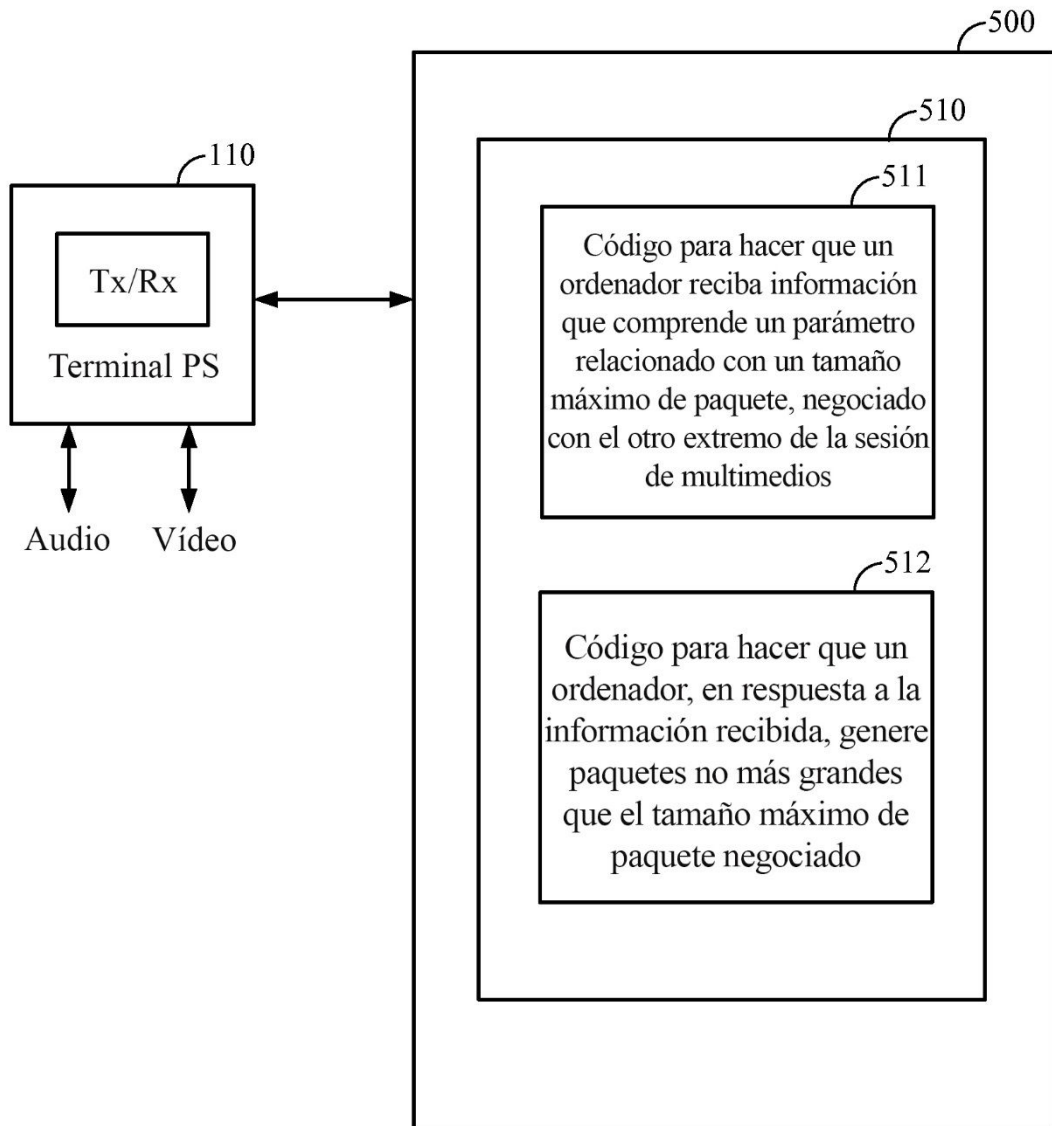 500
510
110
511
Código para hacer que un
ordenador reciba información
que comprende un parámetro
relacionado con un tamaño
máximo de paquete, negociado
con el otro extremo de la sesión
de multimedios
Tx/Rx
Terminal PS
Audio
Vídeo
512
Código para hacer que un
ordenador, en respuesta a la
información recibida, genere
paquetes no más grandes
que el tamaño máximo de
paquete negociado